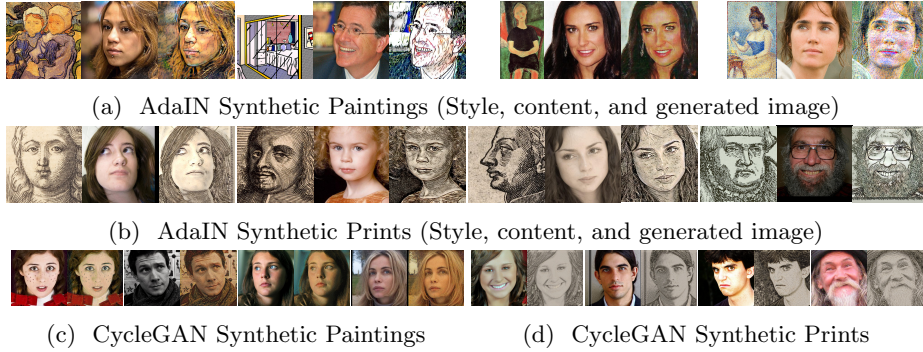 (a) AdaIN Synthetic Paintings (Style, content, and generated image)
(b) AdaIN Synthetic Prints (Style, content, and generated image)
(c) CycleGAN Synthetic Paintings
(d) CycleGAN Synthetic Prints